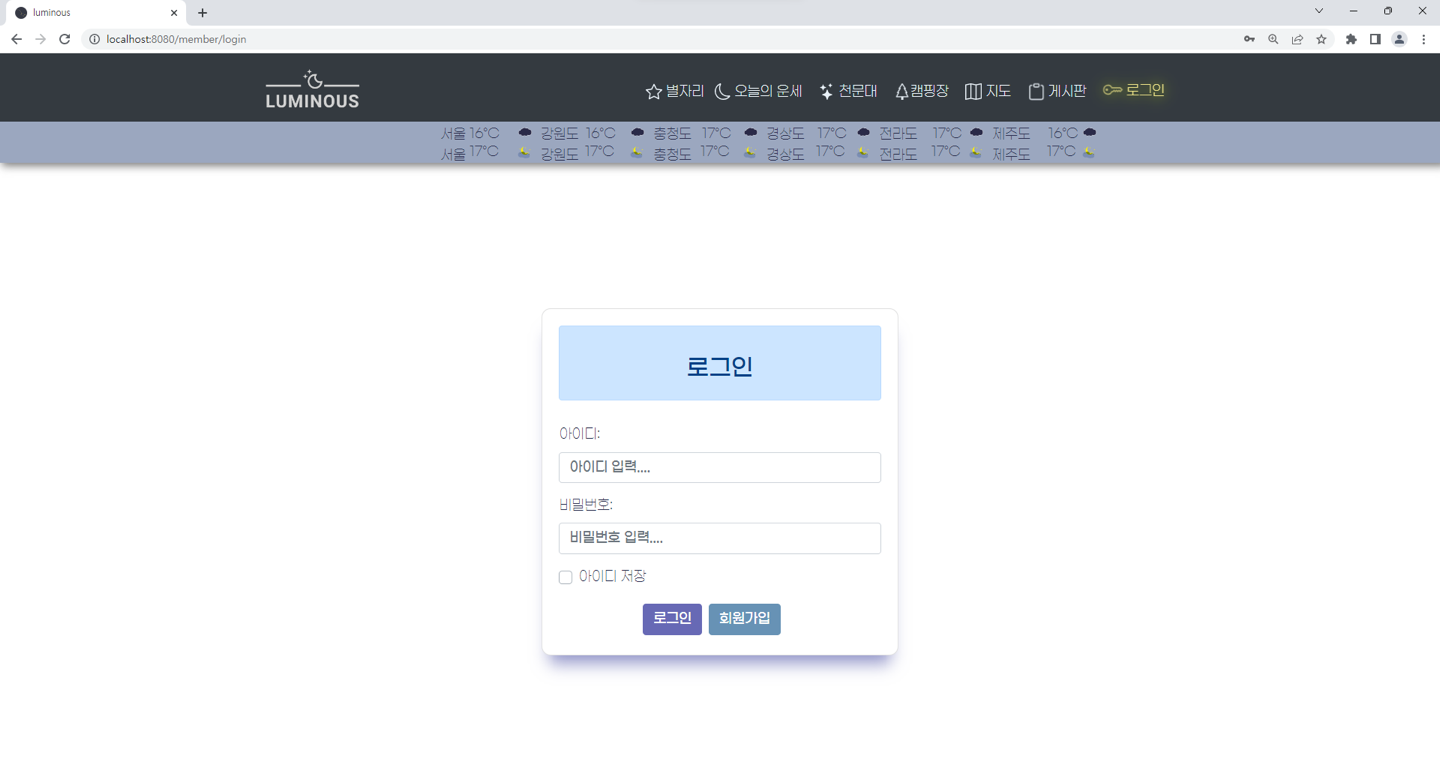 luminous
localhost:8080/member/login
LUMINOUS
별자리 오늘의 운세 천문대 캠핑장 지도 게시판 로그인
서울 16°C 강원도 16°C 충청도 17°C 경상도 17°C 전라도 17°C 제주도 16°C
서울 17°C 강원도 17°C 충청도 17°C 경상도 17°C 전라도 17°C 제주도 17°C
로그인
아이디:
아이디 입력....
비밀번호:
비밀번호 입력....
아이디 저장
로그인 회원가입